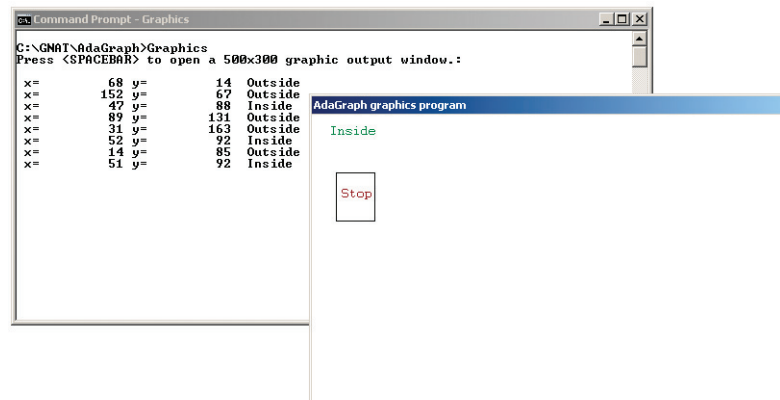 Command Prompt - Graphics
C:\GNAT\AdaGraph>Graphics
Press <SPACEBAR> to open a 500x300 graphic output window.:
x= 68 y= 14 Outside
x= 152 y= 67 Outside
x= 47 y= 88 Inside
x= 89 y= 131 Outside
x= 31 y= 163 Outside
x= 52 y= 92 Inside
x= 14 y= 85 Outside
x= 51 y= 92 Inside
AdaGraph graphics program
Inside
Stop